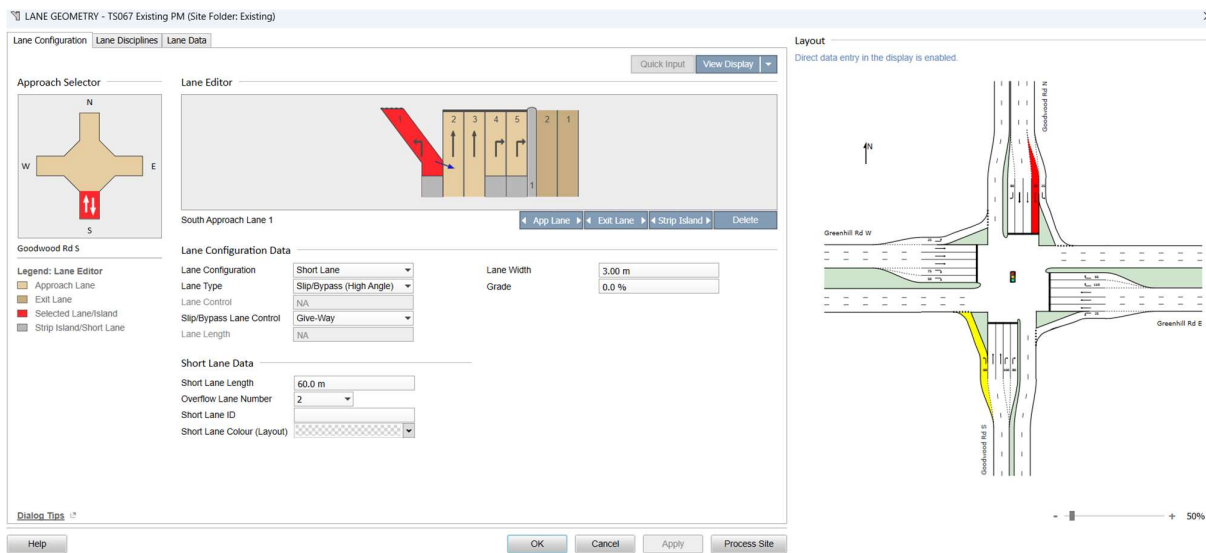 LANE GEOMETRY - TS067 Existing PM (Site Folder: Existing)
Lane Configuration Lane Disciplines Lane Data
Quick Input View Display
Approach Selector
N
W E
S
Goodwood Rd S
Legend: Lane Editor
Approach Lane
Exit Lane
Selected Lane/Island
Strip Island/Short Lane
Lane Editor
1 2 3 4 5 2 1
1
South Approach Lane 1
App Lane Exit Lane Strip Island Delete
Lane Configuration Data
Lane Configuration Short Lane
Lane Type Slip/Bypass (High Angle)
Lane Control NA
Slip/Bypass Lane Control Give-Way
Lane Length NA
Lane Width 3.00 m
Grade 0.0 %
Short Lane Data
Short Lane Length 60.0 m
Overflow Lane Number 2
Short Lane ID
Short Lane Colour (Layout)
Dialog Tips
Help OK Cancel Apply Process Site
Layout
Direct data entry in the display is enabled.
N
Goodwood Rd N
Greenhill Rd W
Greenhill Rd E
Goodwood Rd S
- + 50%